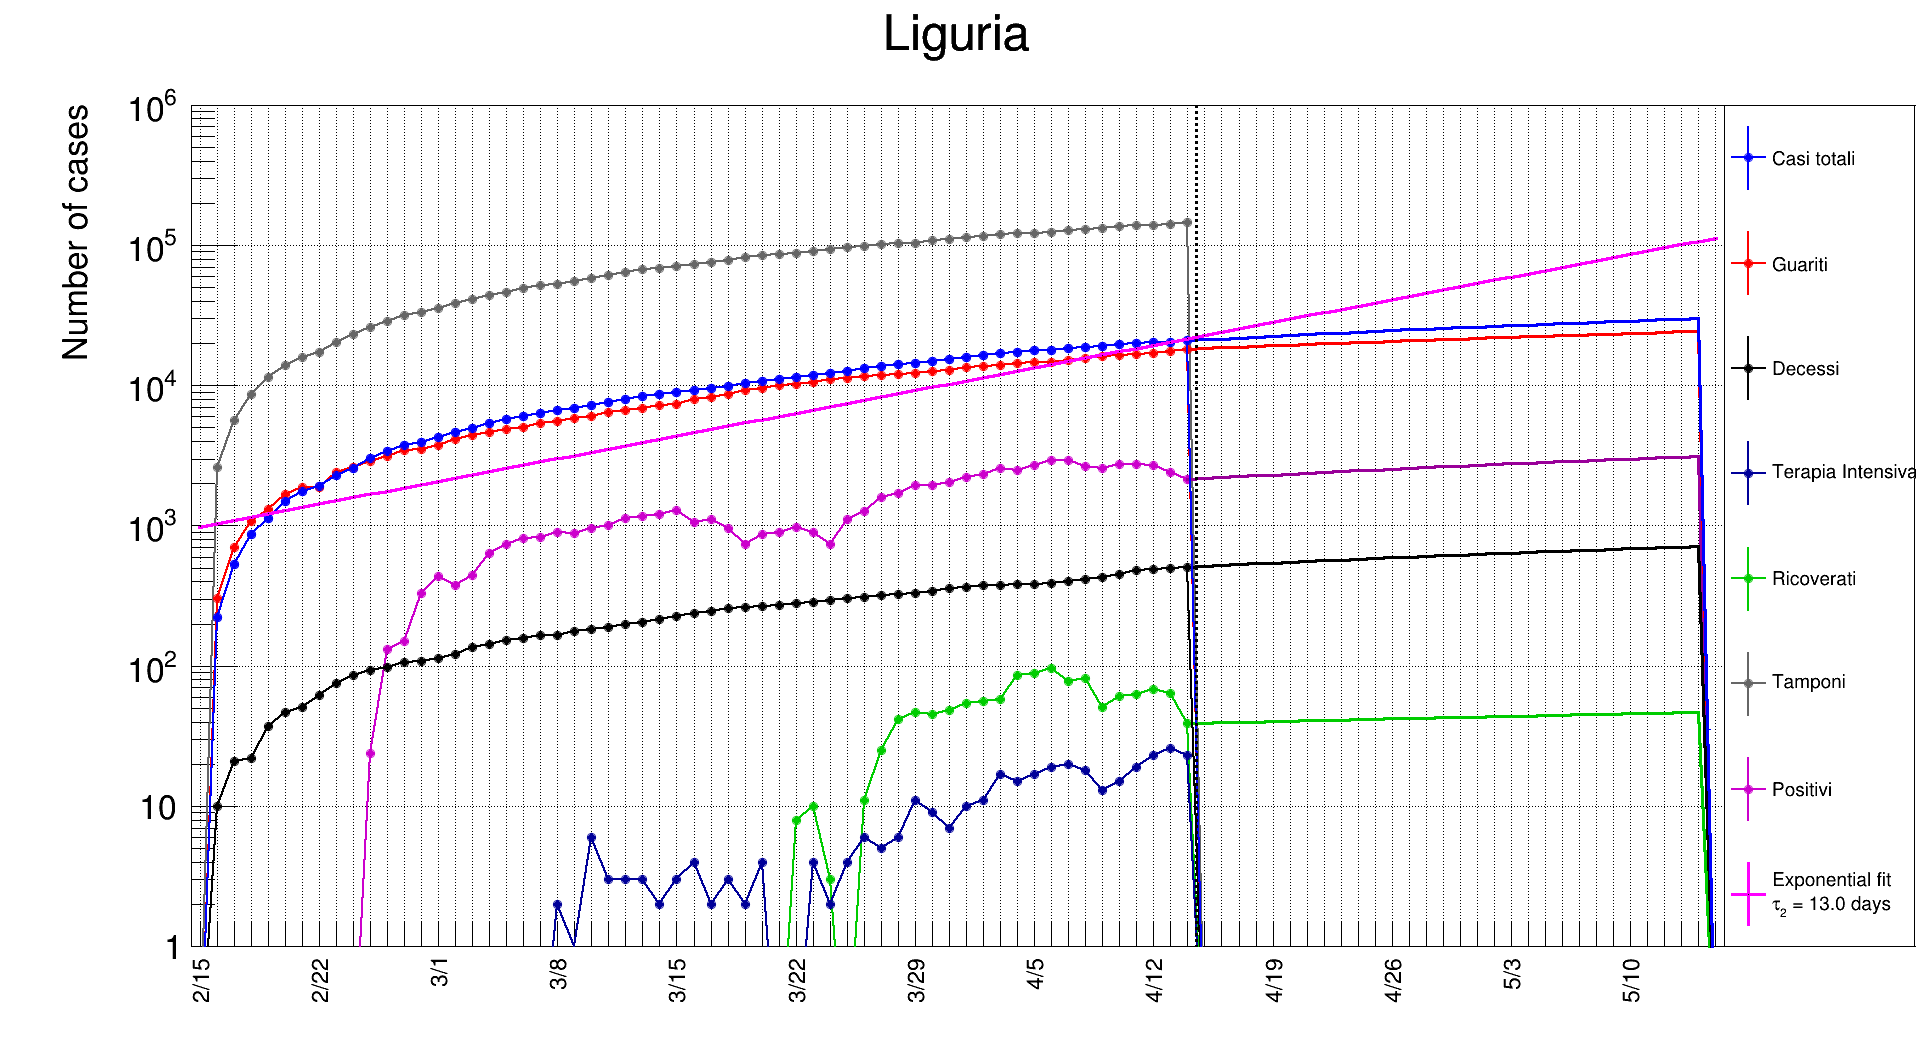 Liguria
Number of cases
10^6
10^5
10^4
10^3
10^2
10
1
2/15
2/22
3/1
3/8
3/15
3/22
3/29
4/5
4/12
4/19
4/26
5/3
5/10
Casi totali
Guariti
Decessi
Terapia Intensiva
Ricoverati
Tamponi
Positivi
Exponential fit
τ₂ = 13.0 days